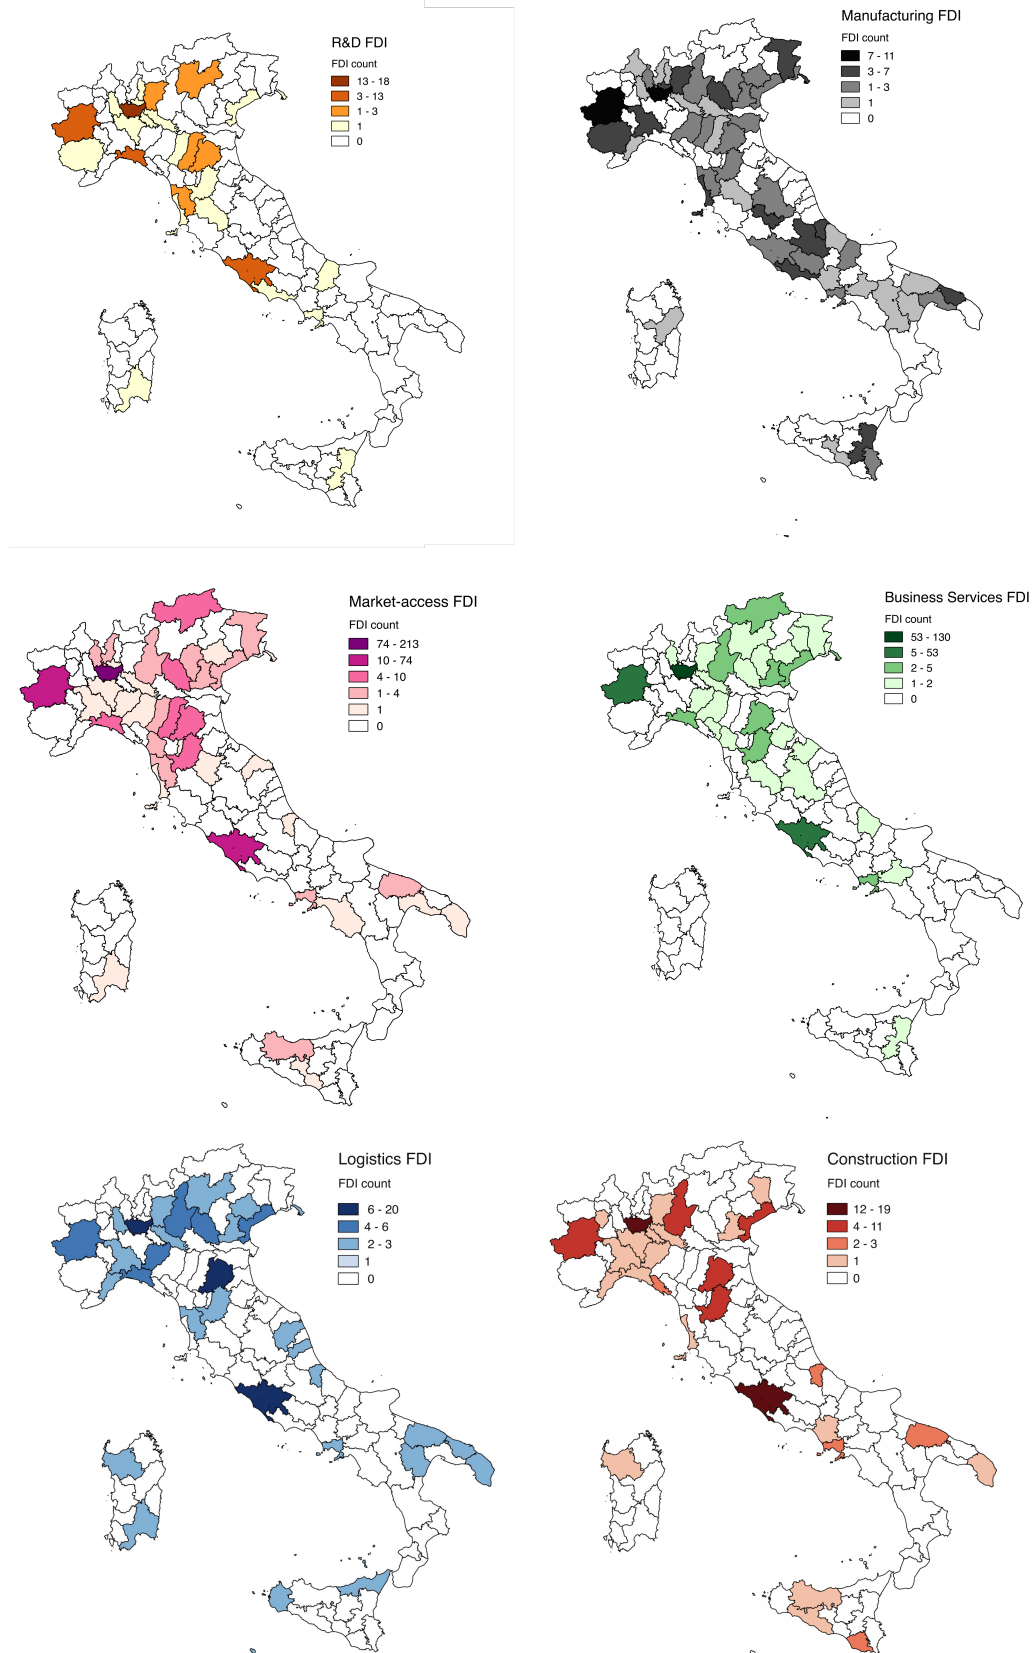 R&D FDI
FDI count
13 - 18
3 - 13
1 - 3
1
0
Manufacturing FDI
FDI count
7 - 11
3 - 7
1 - 3
1
0
Market-access FDI
FDI count
74 - 213
10 - 74
4 - 10
1 - 4
1
0
Business Services FDI
FDI count
53 - 130
5 - 53
2 - 5
1 - 2
0
Logistics FDI
FDI count
6 - 20
4 - 6
2 - 3
1
0
Construction FDI
FDI count
12 - 19
4 - 11
2 - 3
1
0